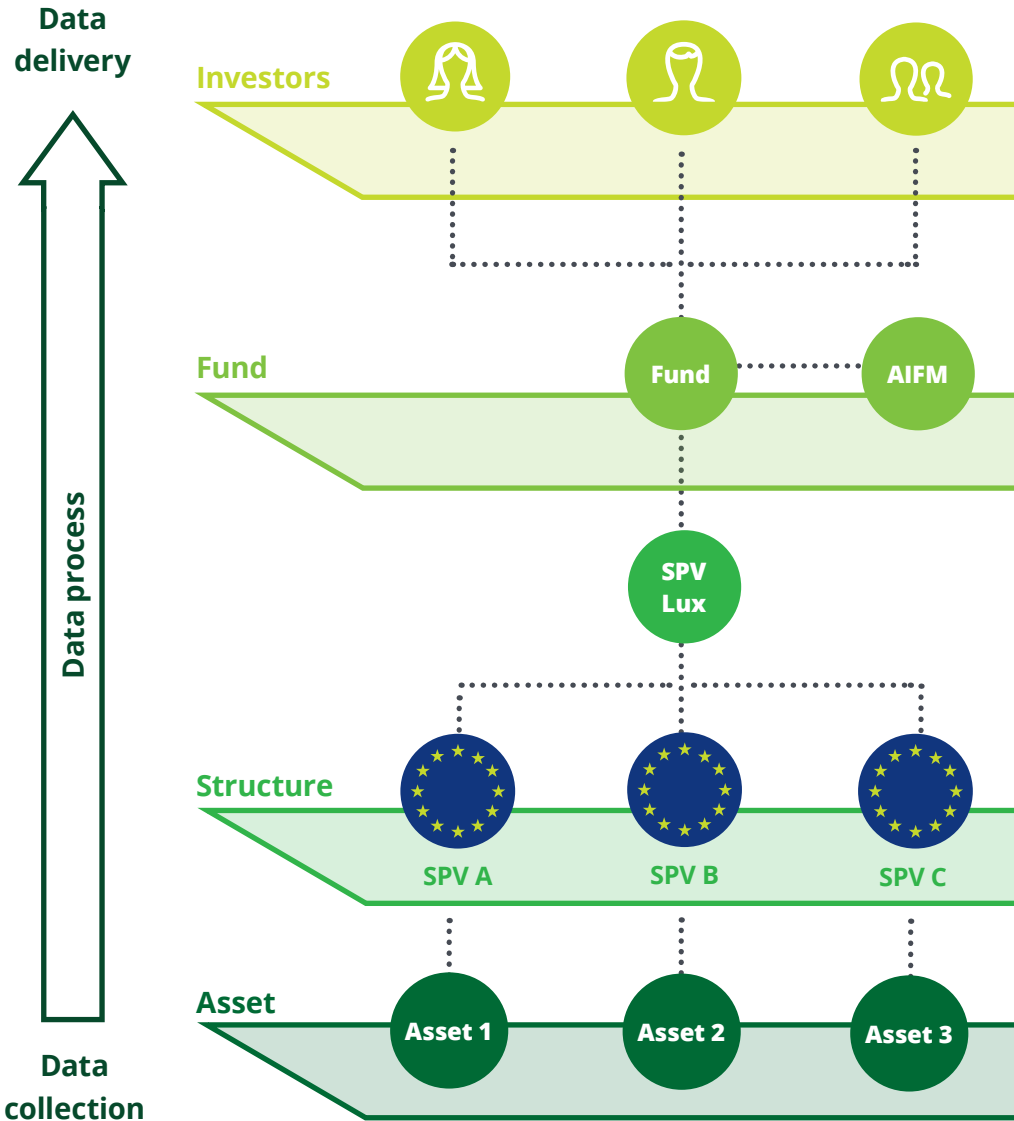 Data
delivery
Investors
Fund
Fund
AIFM
Data process
SPV
Lux
Structure
SPV A
SPV B
SPV C
Asset
Asset 1
Asset 2
Asset 3
Data
collection